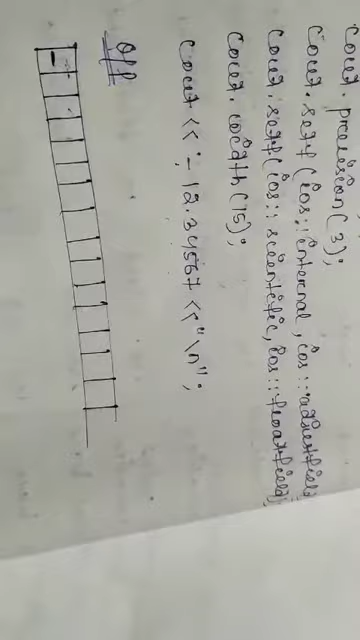 cout.precision(3);
cout.setf(ios::internal, ios::adjustfield
cout.setf(ios::scientific, ios::floatfield);
cout.width(15);
cout << -12.34567 << "\n";
O/P
-